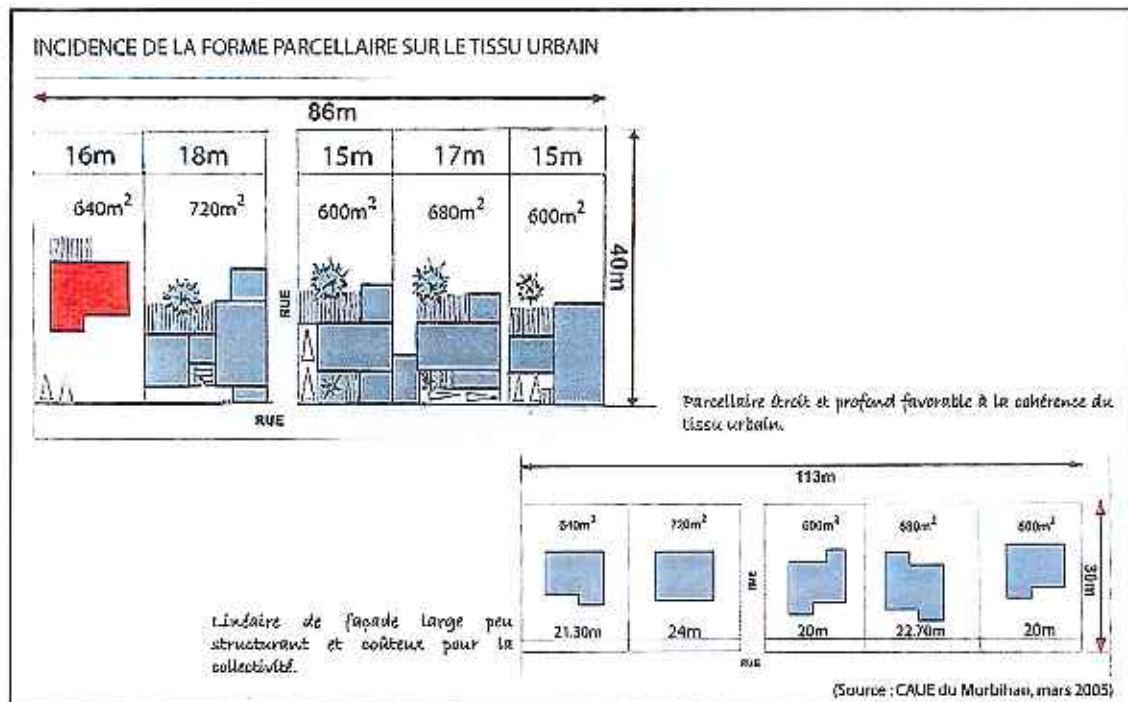 INCIDENCE DE LA FORME PARCELLAIRE SUR LE TISSU URBAIN
86m
16m 18m 15m 17m 15m
640m² 720m² 600m² 680m² 600m²
40m
RUE
RUE
Parcellaire étroit et profond favorable à la cohérence du
tissu urbain.
113m
640m² 720m² 600m² 680m² 600m²
30m
RUE
21.30m 24m 20m 22.70m 20m
RUE
Linéaire de façade large peu
structurant et coûteux pour la
collectivité.
(Source : CAUE du Morbihan, mars 2005)